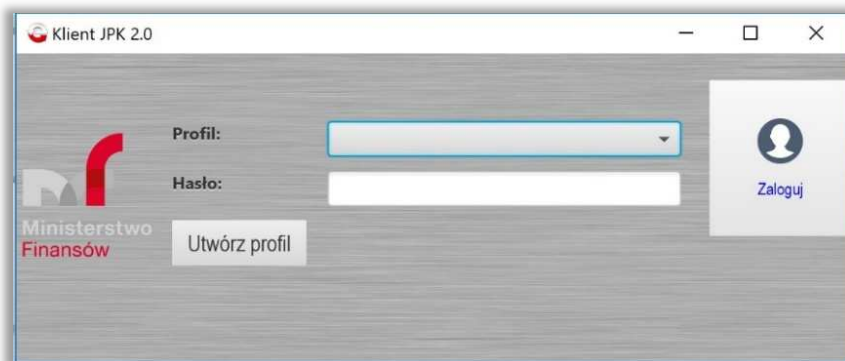 Klient JPK 2.0
Profil:
Hasło:
Zaloguj
Ministerstwo
Finansów
Utwórz profil